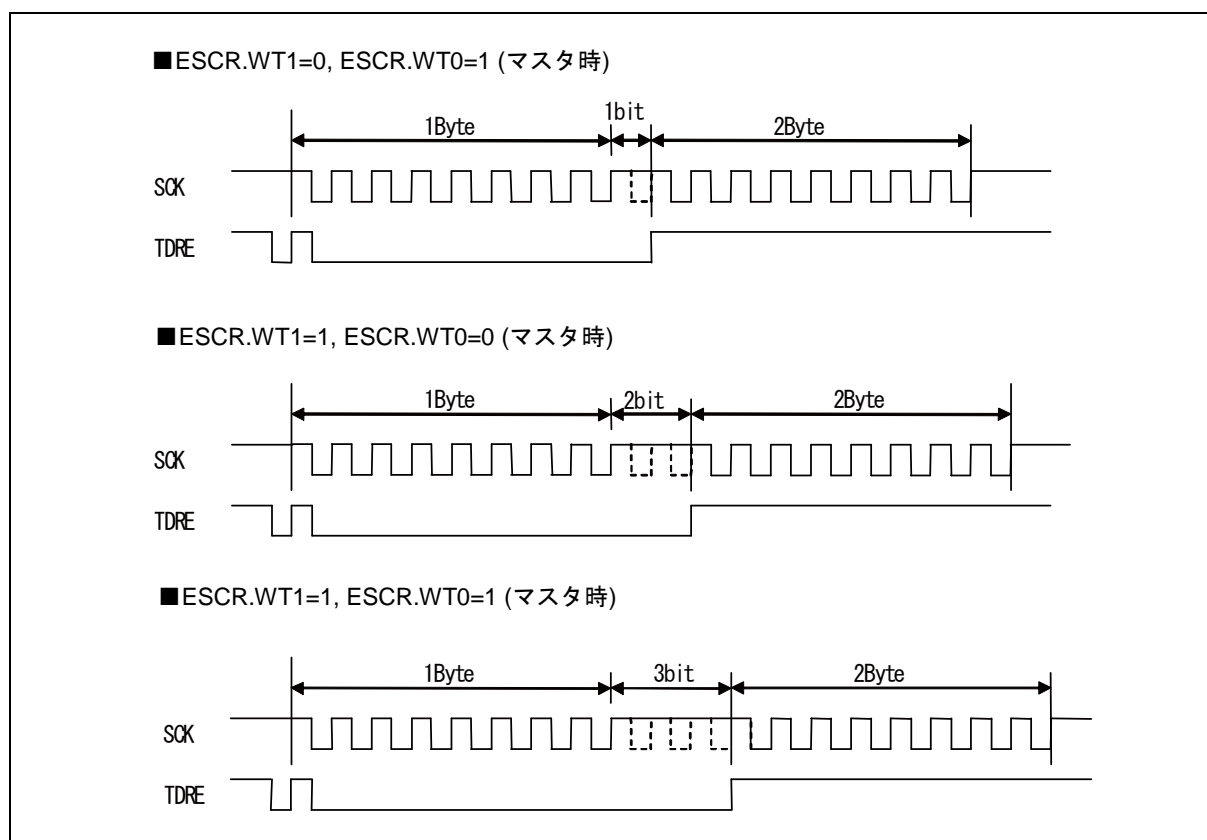 ■ESCR.WT1=0, ESCR.WT0=1 (マスタ時)
1Byte 1bit 2Byte
SCK
TDRE
■ESCR.WT1=1, ESCR.WT0=0 (マスタ時)
1Byte 2bit 2Byte
SCK
TDRE
■ESCR.WT1=1, ESCR.WT0=1 (マスタ時)
1Byte 3bit 2Byte
SCK
TDRE